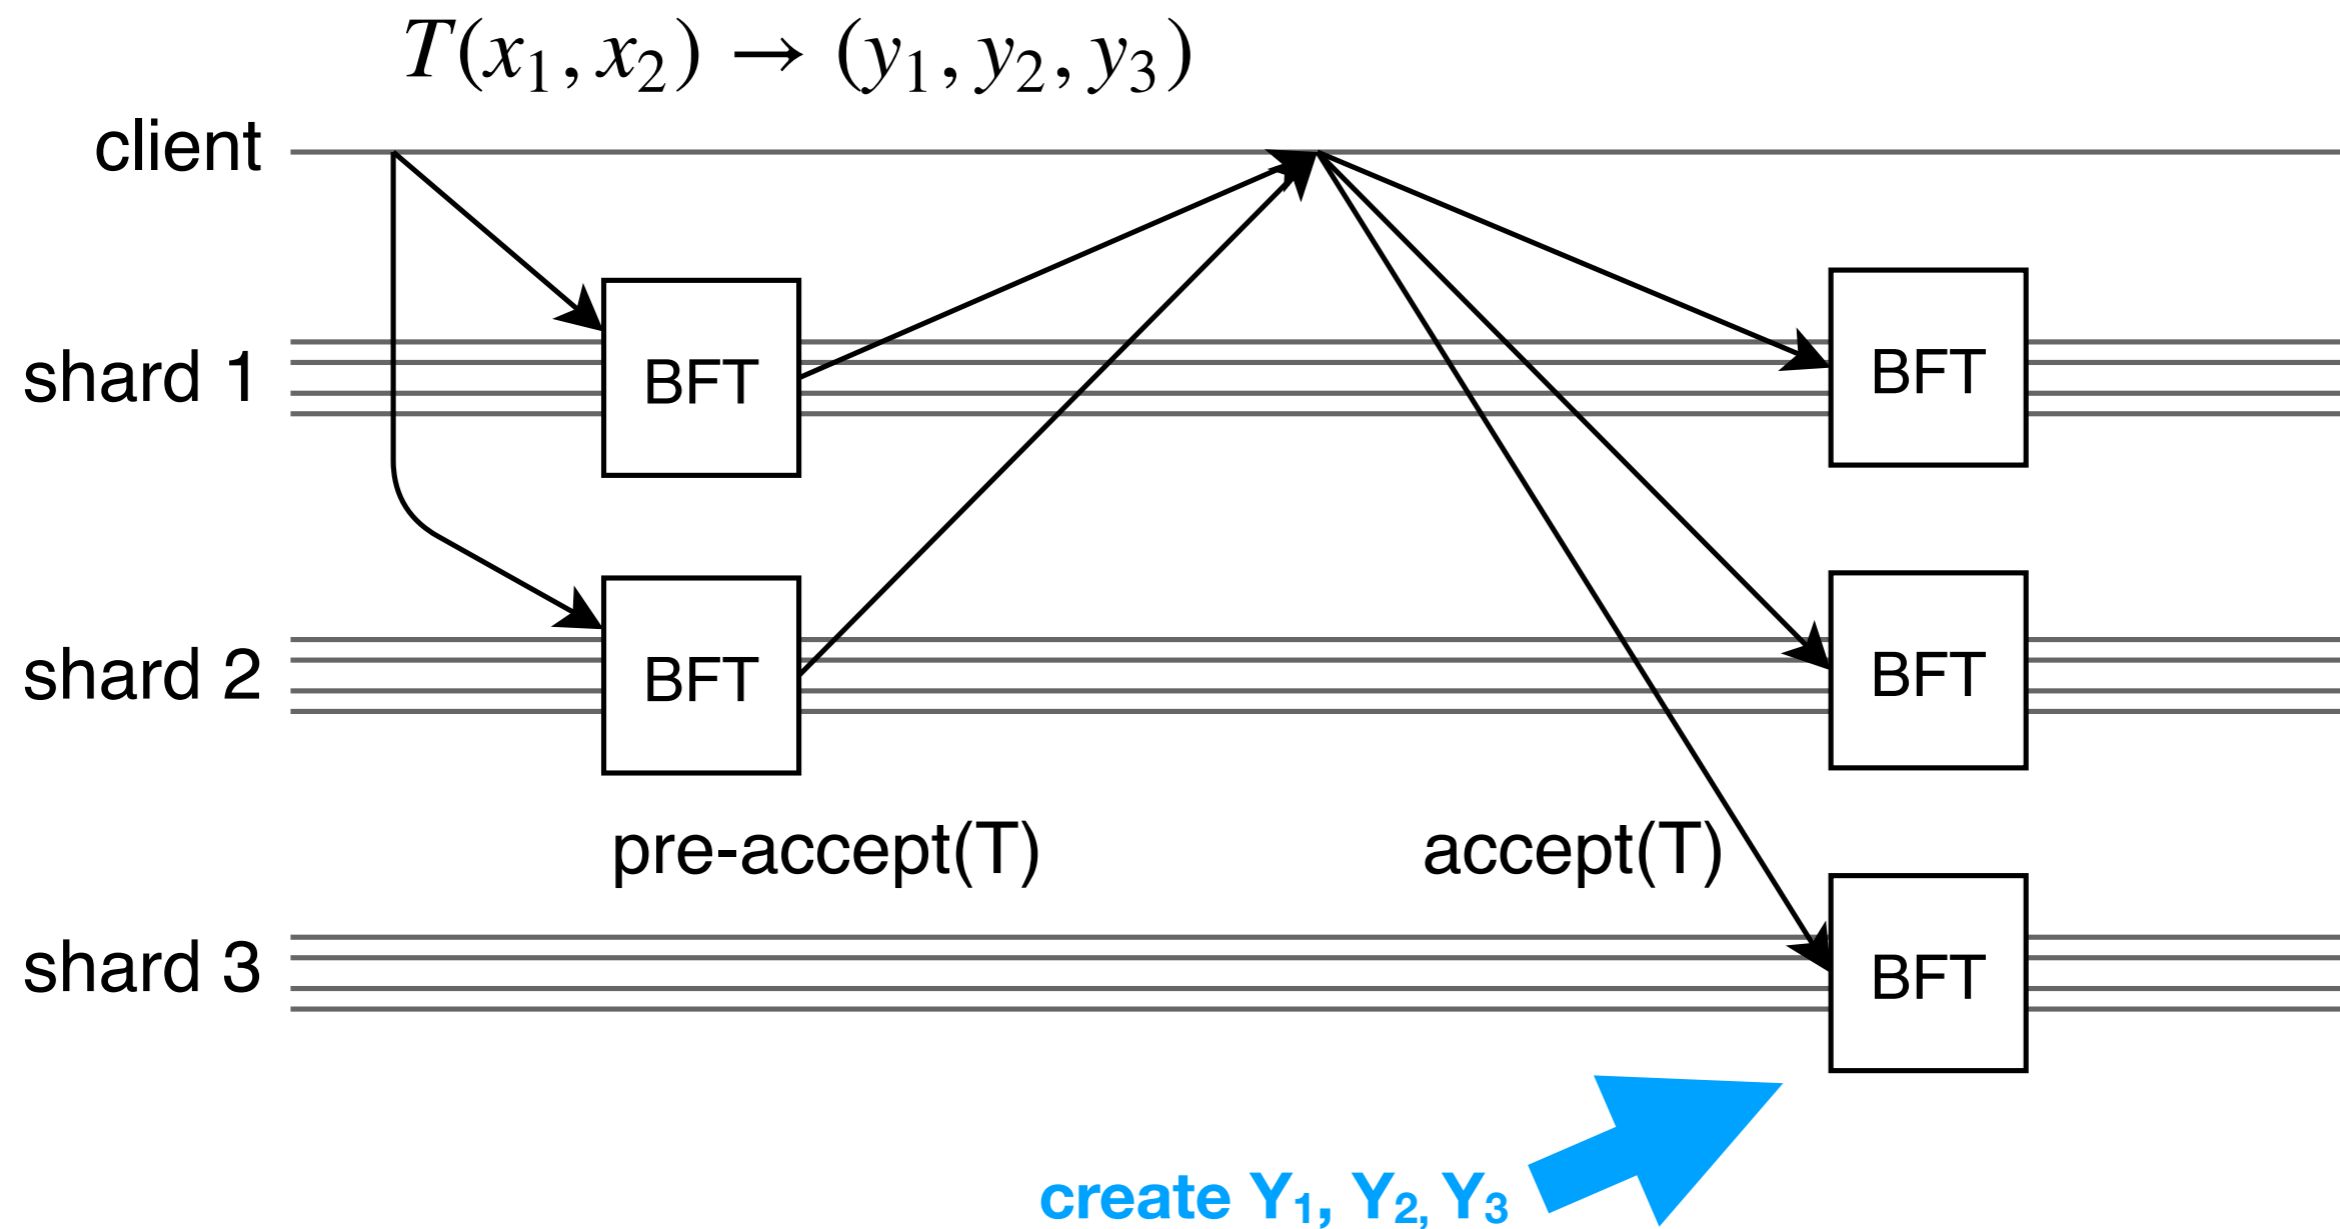 T(x₁, x₂) → (y₁, y₂, y₃)
client
shard 1
BFT
BFT
shard 2
BFT
BFT
pre-accept(T)
accept(T)
shard 3
BFT
create Y₁, Y₂, Y₃